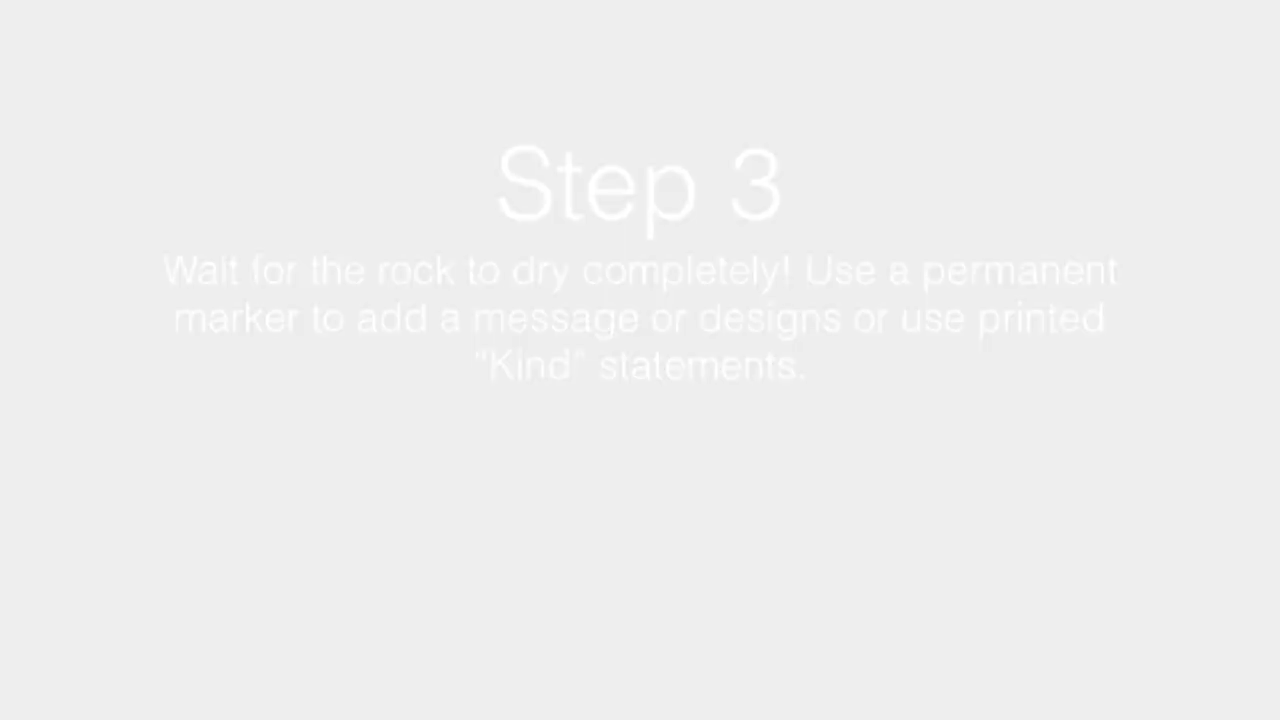 Step 3
Wait for the rock to dry completely! Use a permanent
marker to add a message or designs or use printed
"Kind" statements.